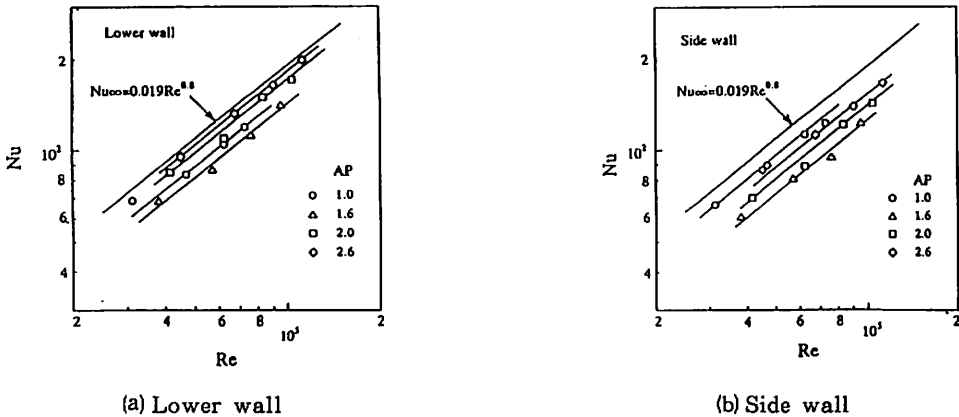 Lower wall
Nu∞=0.019Re^0.8
2
10²
8
6
4
Nu
AP
1.0
1.6
2.0
2.6
2
4
6
8
10⁵
2
Re
(a) Lower wall
Side wall
Nu∞=0.019Re^0.8
2
10²
8
6
4
Nu
AP
1.0
1.6
2.0
2.6
2
4
6
8
10⁵
2
Re
(b) Side wall